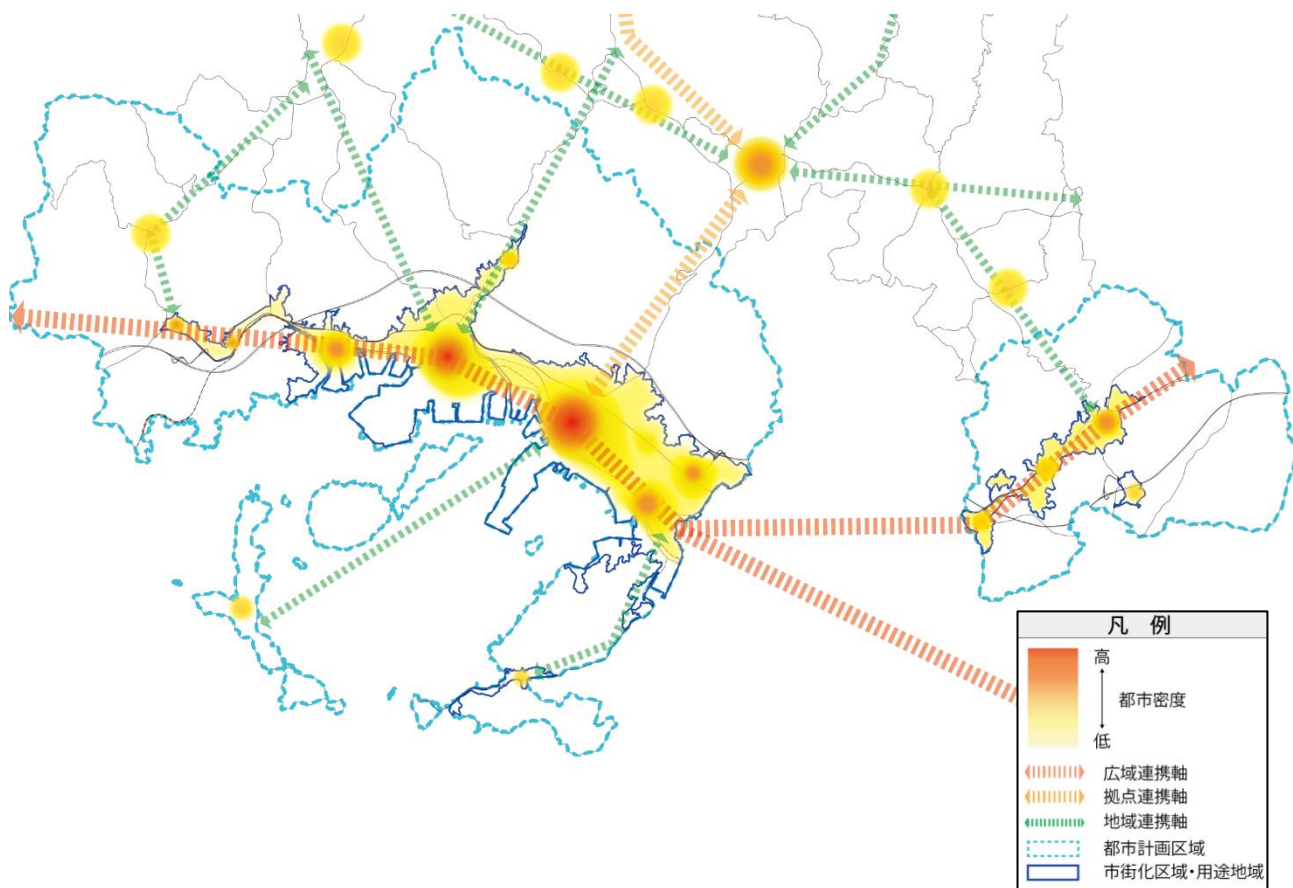 凡 例
高
都市密度
低
広域連携軸
拠点連携軸
地域連携軸
都市計画区域
市街化区域・用途地域